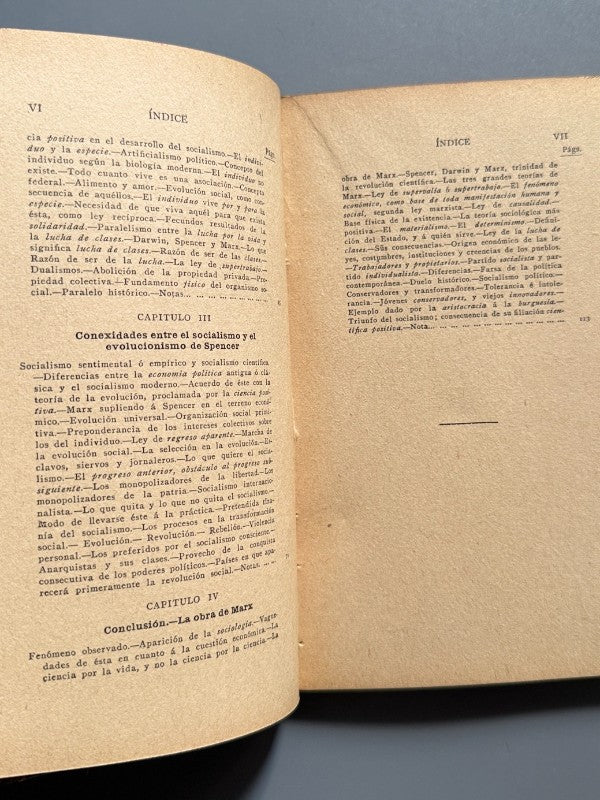 VI
ÍNDICE
Pág.
cia positiva en el desarrollo del socialismo.—El indivi-
duo y la especie.—Artificialismo político.—Conceptos del
individuo según la biología moderna.—El individuo no
existe.—Todo cuanto vive es una asociación.—Concepto
federal.—Alimento y amor.—Evolución social, como con-
secuencia de aquéllos.—El individuo vive por y para la
especie.—Necesidad de que viva aquél para que exista
ésta, como ley recíproca.—Fecundos resultados de la
solidaridad.—Paralelismo entre la lucha por la vida y
la lucha de clases.—Darwin, Spencer y Marx.—Lo que
significa lucha de clases.—Razón de ser de las clases.—
Razón de ser de la lucha.—La ley de supertrabajo.—
Dualismos.—Abolición de la propiedad privada.—Pro-
piedad colectiva.—Fundamento físico del organismo so-
cial.—Paralelo histórico.—Notas...
CAPITULO III
Conexidades entre el socialismo y el
evolucionismo de Spencer
Socialismo sentimental ó empírico y socialismo científico
—Diferencias entre la economía política antigua ó clá-
sica y el socialismo moderno.—Acuerdo de éste con la
teoría de la evolución, proclamada por la ciencia posi-
tiva.—Marx supliendo á Spencer en el terreno econó-
mico.—Evolución universal.—Organización social primi-
tiva.—Preponderancia de los intereses colectivos sobre
los del individuo.—Ley de regreso aparente.—Marcha de
la evolución social.—La selección en la evolución.—Es-
clavos, siervos y jornaleros.—Lo que quiere el socia-
lismo.—El progreso anterior, obstáculo al progreso sub-
siguiente.—Los monopolizadores de la libertad.—Los
monopolizadores de la patria.—Socialismo internacio-
nalista.—Lo que quita y lo que no quita el socialismo.—
Modo de llevarse éste á la práctica.—Pretendida tira-
nía del socialismo.—Los procesos en la transformación
social.—Evolución.—Revolución.—Rebelión.—Violencia
personal.—Los preferidos por el socialismo consciente.—
Anarquistas y sus clases.—Provecho de la conquista
consecutiva de los poderes políticos.—Países en que apa-
recerá primeramente la revolución social.—Notas...
CAPITULO IV
Conclusión.—La obra de Marx
Fenómeno observado.—Aparición de la sociología.—Vague-
dades de ésta en cuanto á la cuestión económica.—La
ciencia por la vida, y no la ciencia por la ciencia.—La
ÍNDICE
VII
Págs.
obra de Marx.—Spencer, Darwin y Marx, trinidad de
la revolución científica.—Las tres grandes teorías de
Marx.—Ley de supervalía ó supertrabajo.—El fenómeno
económico, como base de toda manifestación humana y
social, segunda ley marxista.—Ley de causalidad.—
Base física de la existencia.—La teoría sociológica más
positiva.—El materialismo.—El determinismo.—Defini-
ción del Estado, y á quién sirve.—Ley de la lucha de
clases.—Sus consecuencias.—Origen económico de las le-
yes, costumbres, instituciones y creencias de los pueblos.
—Trabajadores y propietarios.—Partido socialista y par-
tido individualista.—Diferencias.—Farsa de la política
contemporánea.—Duelo histórico.—Socialismo político.—
Conservadores y transformadores.—Tolerancia é intole-
rancia.—Jóvenes conservadores, y viejos innovadores.—
Ejemplo dado por la aristocracia á la burguesía.—
Triunfo del socialismo; consecuencia de su filiación cien-
tífica positiva.—Nota... 113